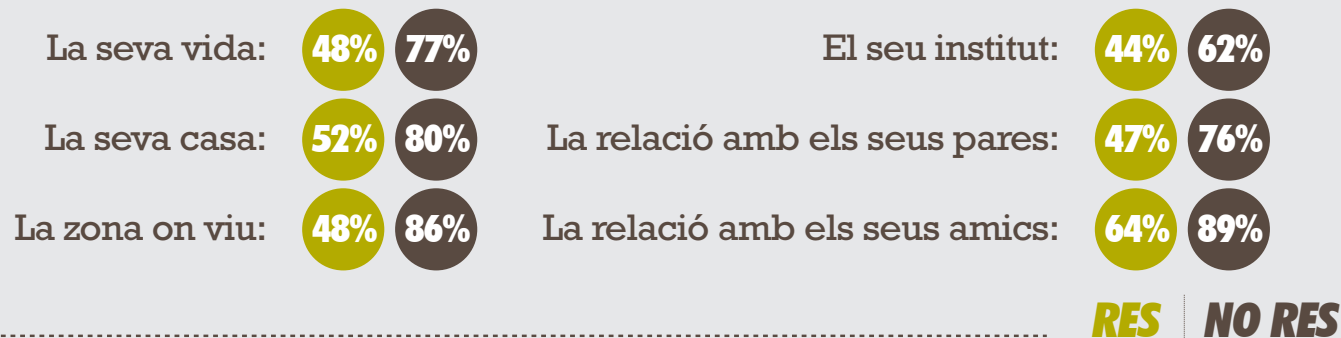 La seva vida: 48% 77%
La seva casa: 52% 80%
La zona on viu: 48% 86%
El seu institut: 44% 62%
La relació amb els seus pares: 47% 76%
La relació amb els seus amics: 64% 89%
RES NO RES